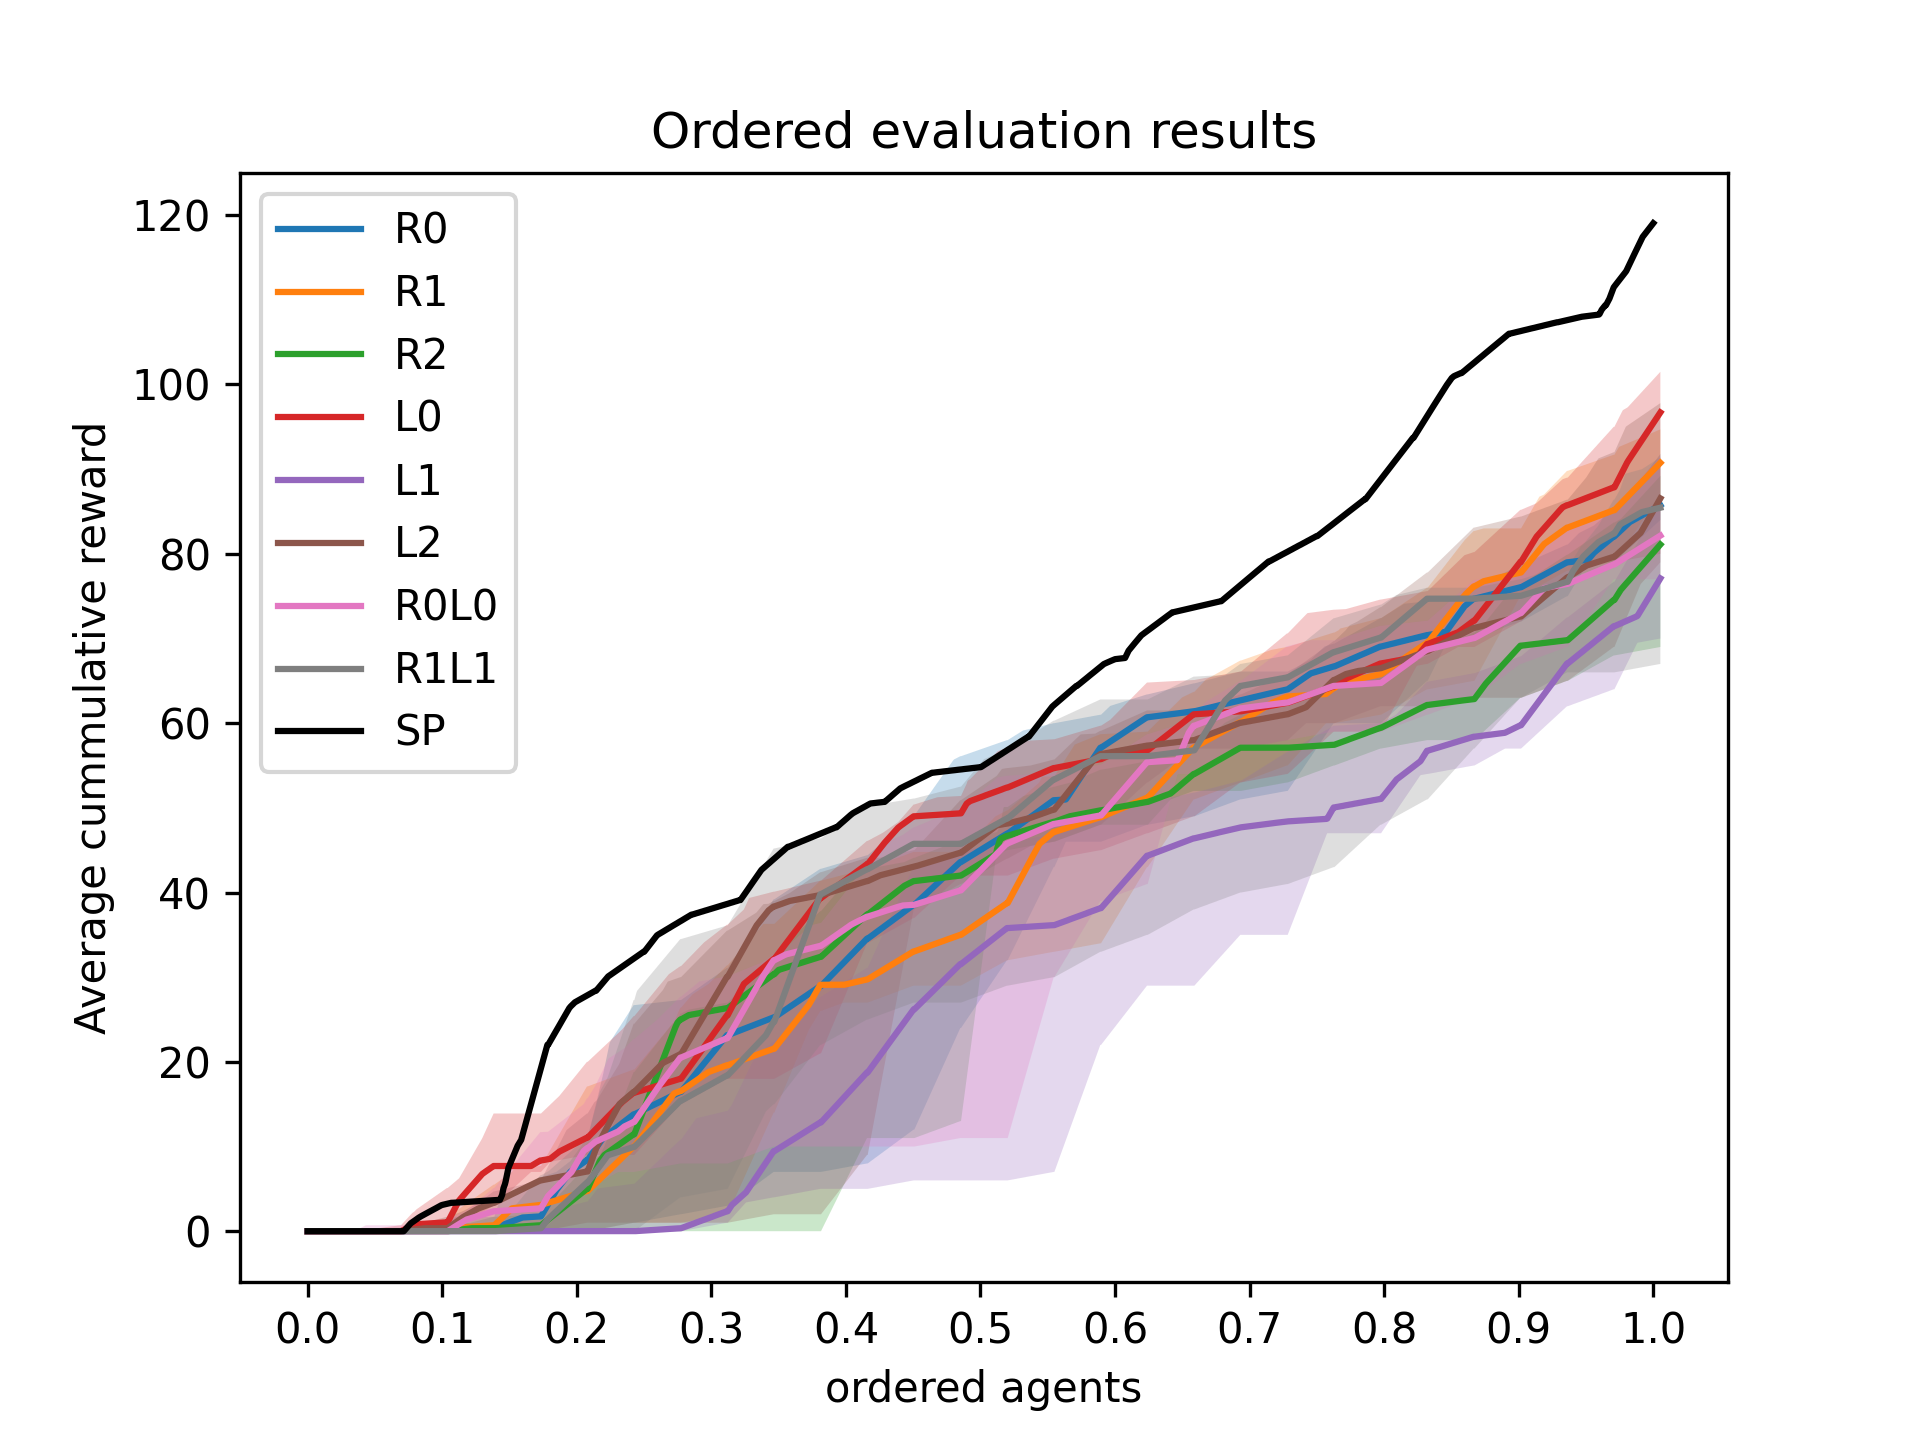 Ordered evaluation results
R0
R1
R2
L0
L1
L2
R0L0
R1L1
SP
Average cummulative reward
120
100
80
60
40
20
0
0.0 0.1 0.2 0.3 0.4 0.5 0.6 0.7 0.8 0.9 1.0
ordered agents